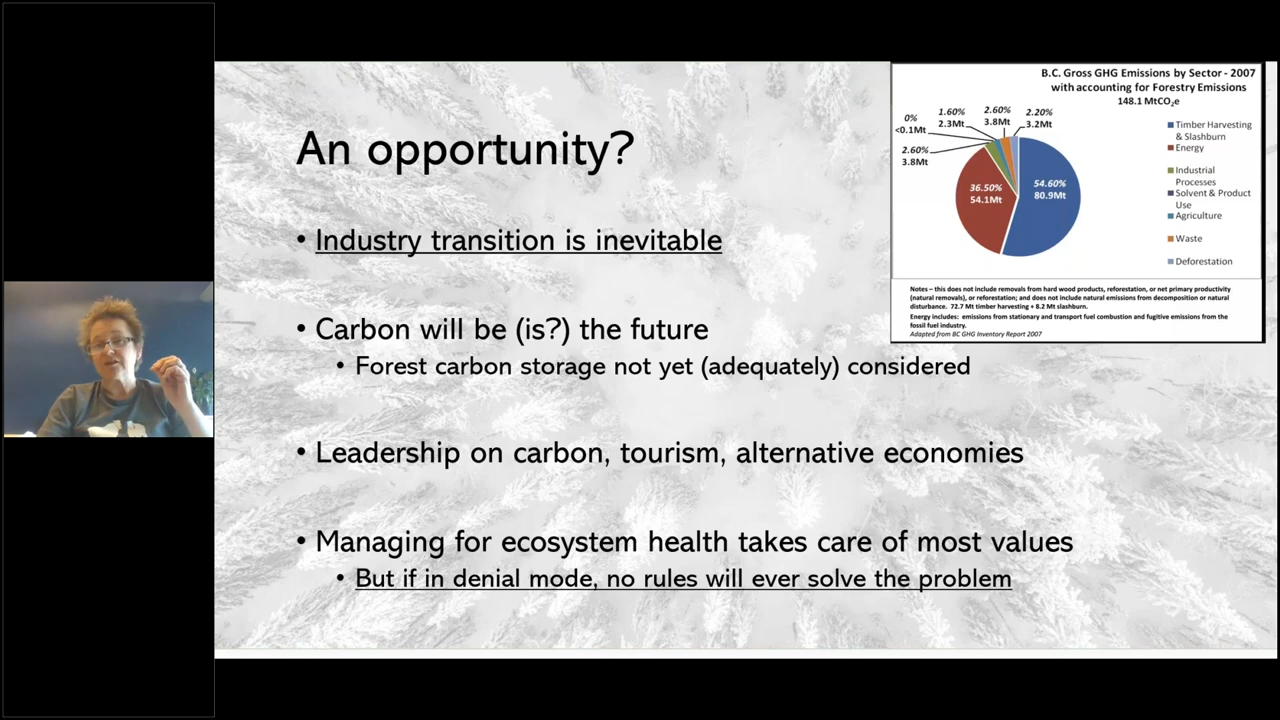 An opportunity?
• Industry transition is inevitable
• Carbon will be (is?) the future
• Forest carbon storage not yet (adequately) considered
• Leadership on carbon, tourism, alternative economies
• Managing for ecosystem health takes care of most values
• But if in denial mode, no rules will ever solve the problem
B.C. Gross GHG Emissions by Sector - 2007
with accounting for Forestry Emissions
148.1 MtCO₂e
0%
<0.1Mt
1.60%
2.3Mt
2.60%
3.8Mt
2.20%
3.2Mt
2.60%
3.8Mt
36.50%
54.1Mt
54.60%
80.9Mt
Timber Harvesting
& Slashburn
Energy
Industrial
Processes
Solvent & Product
Use
Agriculture
Waste
Deforestation
Notes – this does not include removals from hard wood products, reforestation, or net primary productivity
(natural removals), or reforestation; and does not include natural emissions from decomposition or natural
disturbance. 72.7 Mt timber harvesting + 8.2 Mt slashburn.
Energy includes: emissions from stationary and transport fuel combustion and fugitive emissions from the
fossil fuel industry.
Adapted from BC GHG Inventory Report 2007